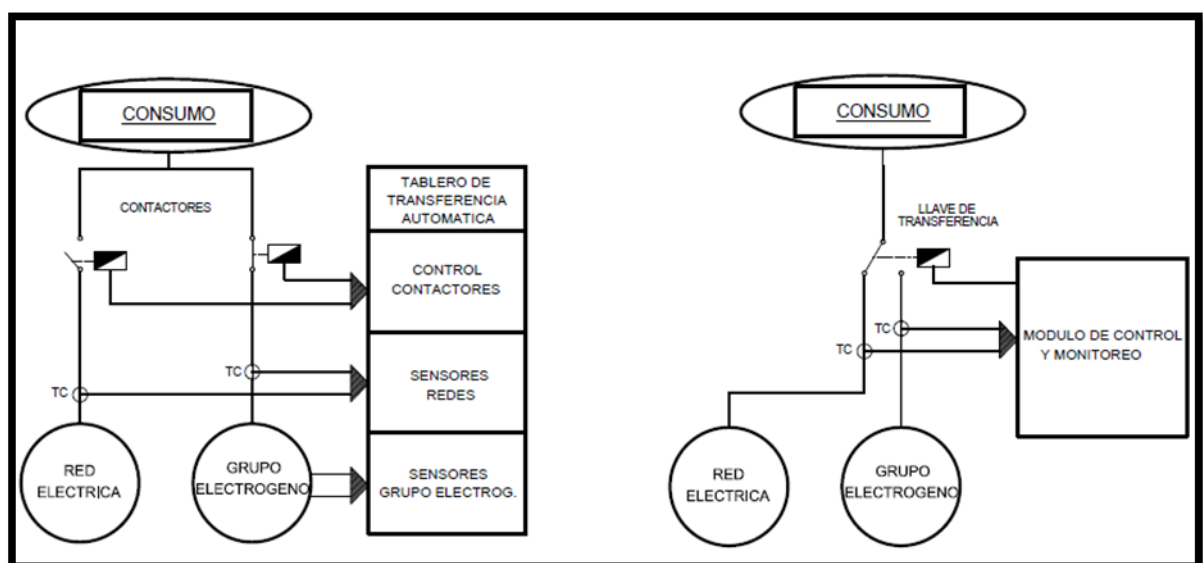 CONSUMO
CONTACTORES
TC
TC
RED
ELECTRICA
GRUPO
ELECTROGENO
TABLERO DE
TRANSFERENCIA
AUTOMATICA
CONTROL
CONTACTORES
SENSORES
REDES
SENSORES
GRUPO ELECTROG.
CONSUMO
LLAVE DE
TRANSFERENCIA
TC
TC
MODULO DE CONTROL
Y MONITOREO
RED
ELECTRICA
GRUPO
ELECTROGENO